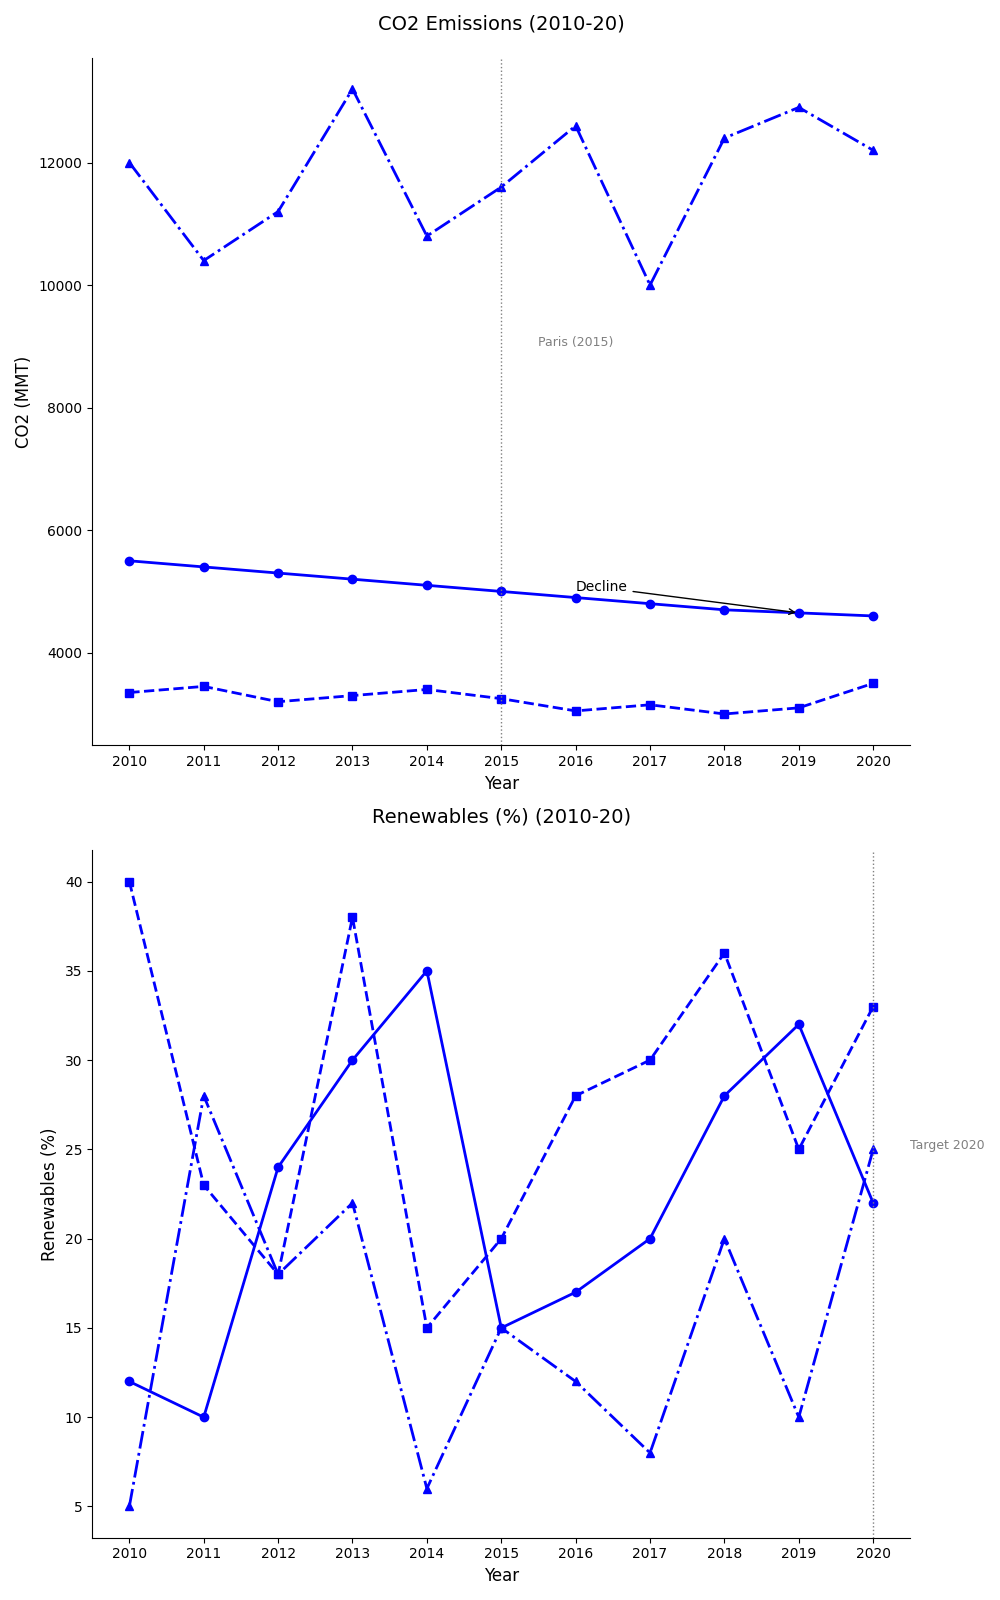 CO2 Emissions (2010-20)
12000
10000
8000
6000
4000
CO2 (MMT)
Paris (2015)
Decline
2010 2011 2012 2013 2014 2015 2016 2017 2018 2019 2020
Year
Renewables (%) (2010-20)
40
35
30
25
20
15
10
5
Renewables (%)
Target 2020
2010 2011 2012 2013 2014 2015 2016 2017 2018 2019 2020
Year